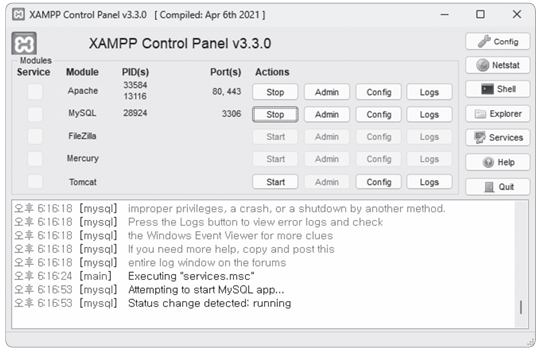 XAMPP Control Panel v3.3.0 [ Compiled: Apr 6th 2021 ]
XAMPP Control Panel v3.3.0
Config
Modules
Service Module PID(s) Port(s) Actions
Netstat
Apache 33584 13116 80, 443 Stop Admin Config Logs
Shell
MySQL 28924 3306 Stop Admin Config Logs
Explorer
FileZilla Start Admin Config Logs
Services
Mercury Start Admin Config Logs
Help
Tomcat Start Admin Config Logs
Quit
오후 6:16:18 [mysql] improper privileges, a crash, or a shutdown by another method.
오후 6:16:18 [mysql] Press the Logs button to view error logs and check
오후 6:16:18 [mysql] the Windows Event Viewer for more clues
오후 6:16:18 [mysql] If you need more help, copy and post this
오후 6:16:18 [mysql] entire log window on the forums
오후 6:16:24 [main] Executing "services.msc"
오후 6:16:53 [mysql] Attempting to start MySQL app...
오후 6:16:53 [mysql] Status change detected: running